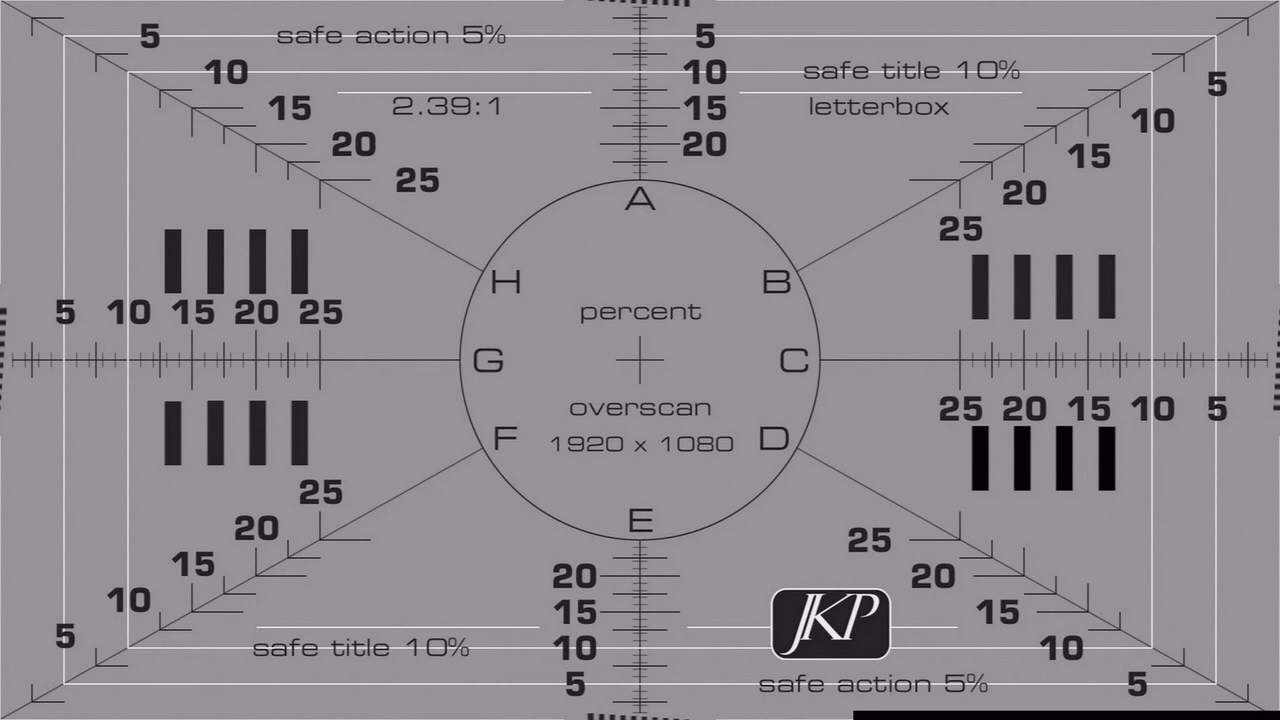 5 safe action 5% 5
10 10 safe title 10% 5
2.39:1 letterbox
15 15 10
20 20 15
25 20
A
25
H B
percent
5 10 15 20 25
G C
overscan
25 20 15 10 5
F 1920 x 1080 D
25
E
20 25
15 20 20
10 15 15
5 safe title 10% 10 JKP 10
5 safe action 5% 5